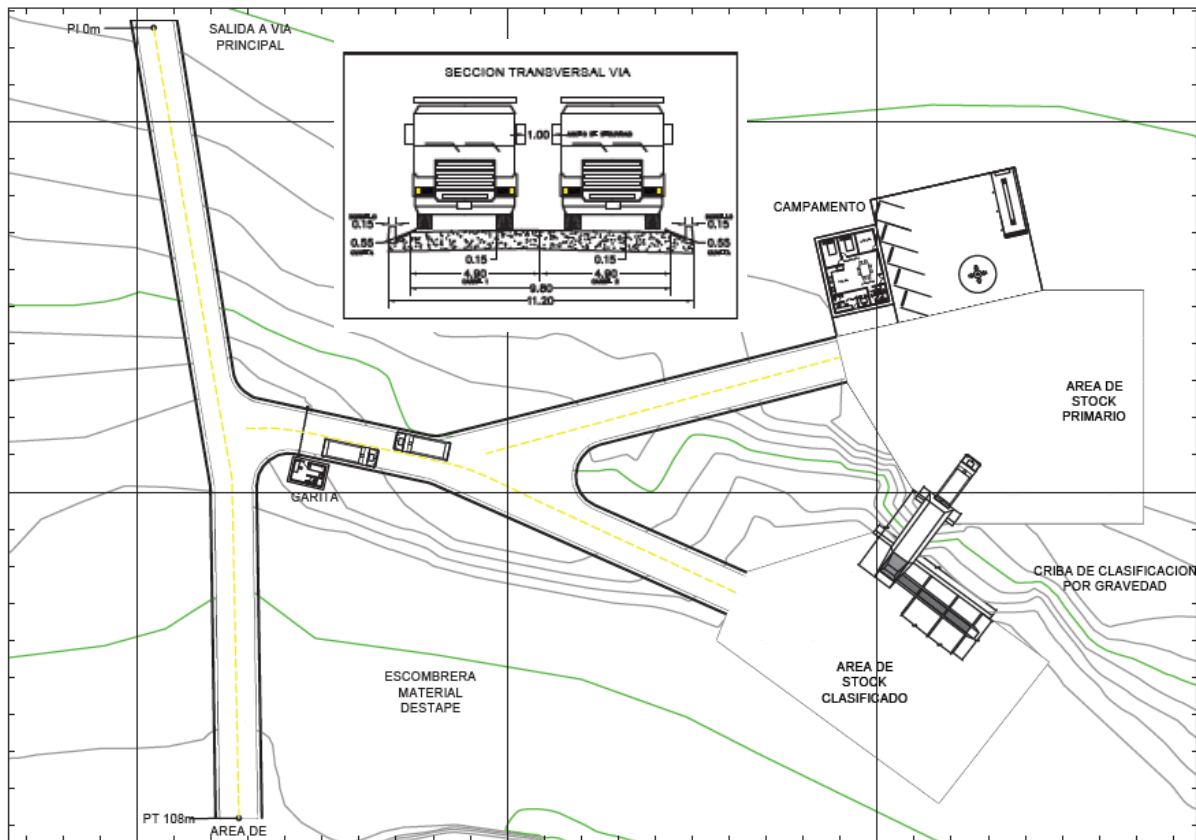 PI 0m
SALIDA A VIA
PRINCIPAL
SECCION TRANSVERSAL VIA
1.00
0.15
0.15
0.55
0.55
0.15
0.15
4.90
4.90
9.80
11.20
CAMPAMENTO
AREA DE
STOCK
PRIMARIO
GARITA
CRIBA DE CLASIFICACION
POR GRAVEDAD
ESCOMBRERA
MATERIAL
DESTAPE
AREA DE
STOCK
CLASIFICADO
PT 108m
AREA DE